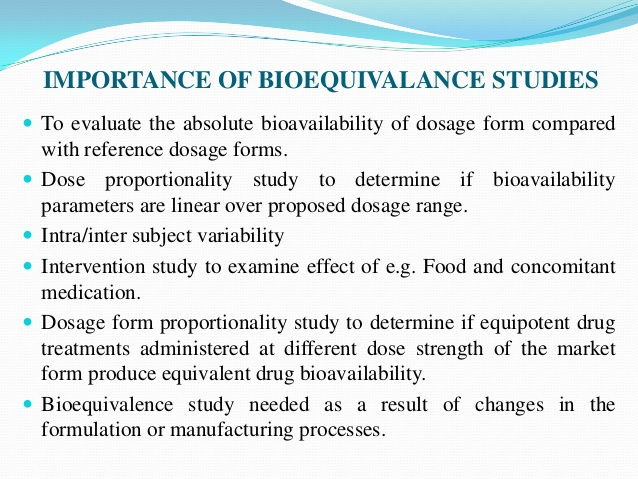 IMPORTANCE OF BIOEQUIVALANCE STUDIES
• To evaluate the absolute bioavailability of dosage form compared
with reference dosage forms.
• Dose proportionality study to determine if bioavailability
parameters are linear over proposed dosage range.
• Intra/inter subject variability
• Intervention study to examine effect of e.g. Food and concomitant
medication.
• Dosage form proportionality study to determine if equipotent drug
treatments administered at different dose strength of the market
form produce equivalent drug bioavailability.
• Bioequivalence study needed as a result of changes in the
formulation or manufacturing processes.